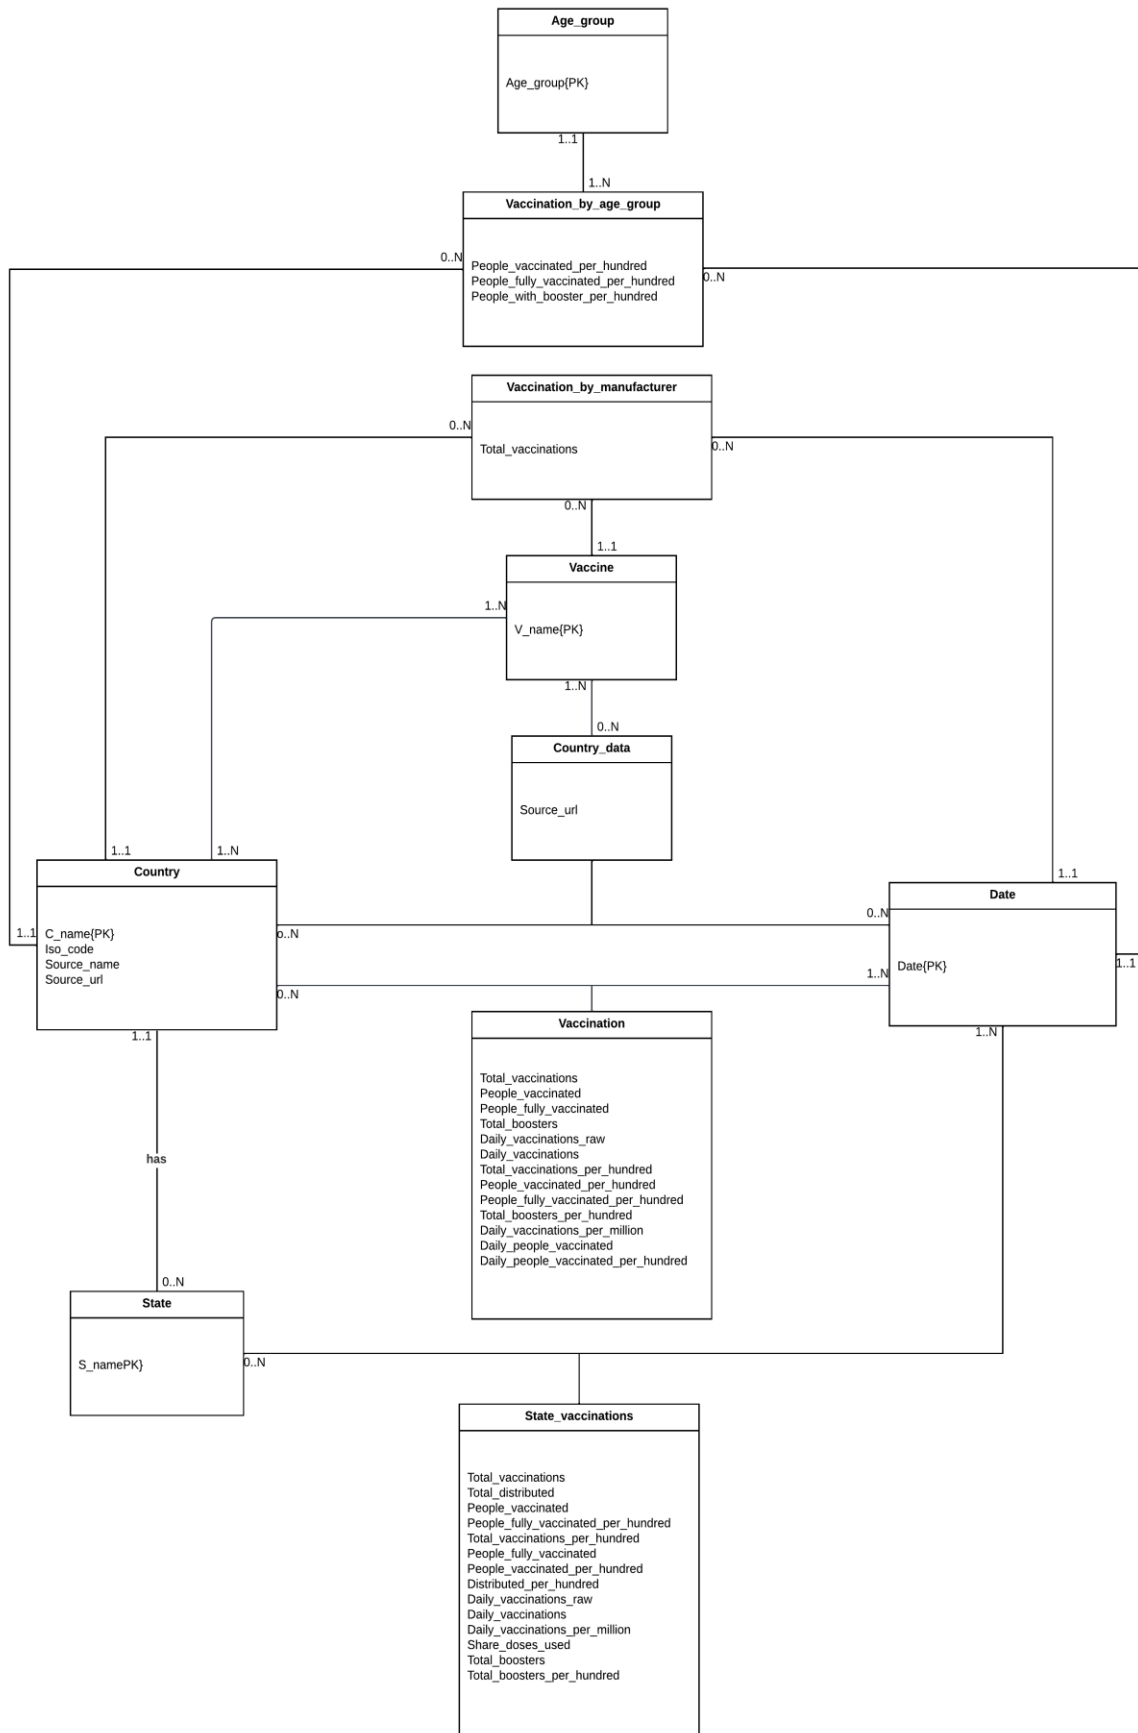 Age_group
Age_group{PK}
1..1
1..N
Vaccination_by_age_group
0..N
People_vaccinated_per_hundred
People_fully_vaccinated_per_hundred
People_with_booster_per_hundred
0..N
Vaccination_by_manufacturer
0..N
Total_vaccinations
0..N
0..N
1..1
Vaccine
1..N
V_name{PK}
1..N
0..N
Country_data
Source_url
1..1
1..N
Country
1..1
C_name{PK}
Iso_code
Source_name
Source_url
o..N
0..N
1..1
Date
0..N
Date{PK}
1..1
1..N
0..N
1..1
1..N
Vaccination
Total_vaccinations
People_vaccinated
People_fully_vaccinated
Total_boosters
Daily_vaccinations_raw
Daily_vaccinations
Total_vaccinations_per_hundred
People_vaccinated_per_hundred
People_fully_vaccinated_per_hundred
Total_boosters_per_hundred
Daily_vaccinations_per_million
Daily_people_vaccinated
Daily_people_vaccinated_per_hundred
has
0..N
State
S_namePK}
0..N
State_vaccinations
Total_vaccinations
Total_distributed
People_vaccinated
People_fully_vaccinated_per_hundred
Total_vaccinations_per_hundred
People_fully_vaccinated
People_vaccinated_per_hundred
Distributed_per_hundred
Daily_vaccinations_raw
Daily_vaccinations
Daily_vaccinations_per_million
Share_doses_used
Total_boosters
Total_boosters_per_hundred